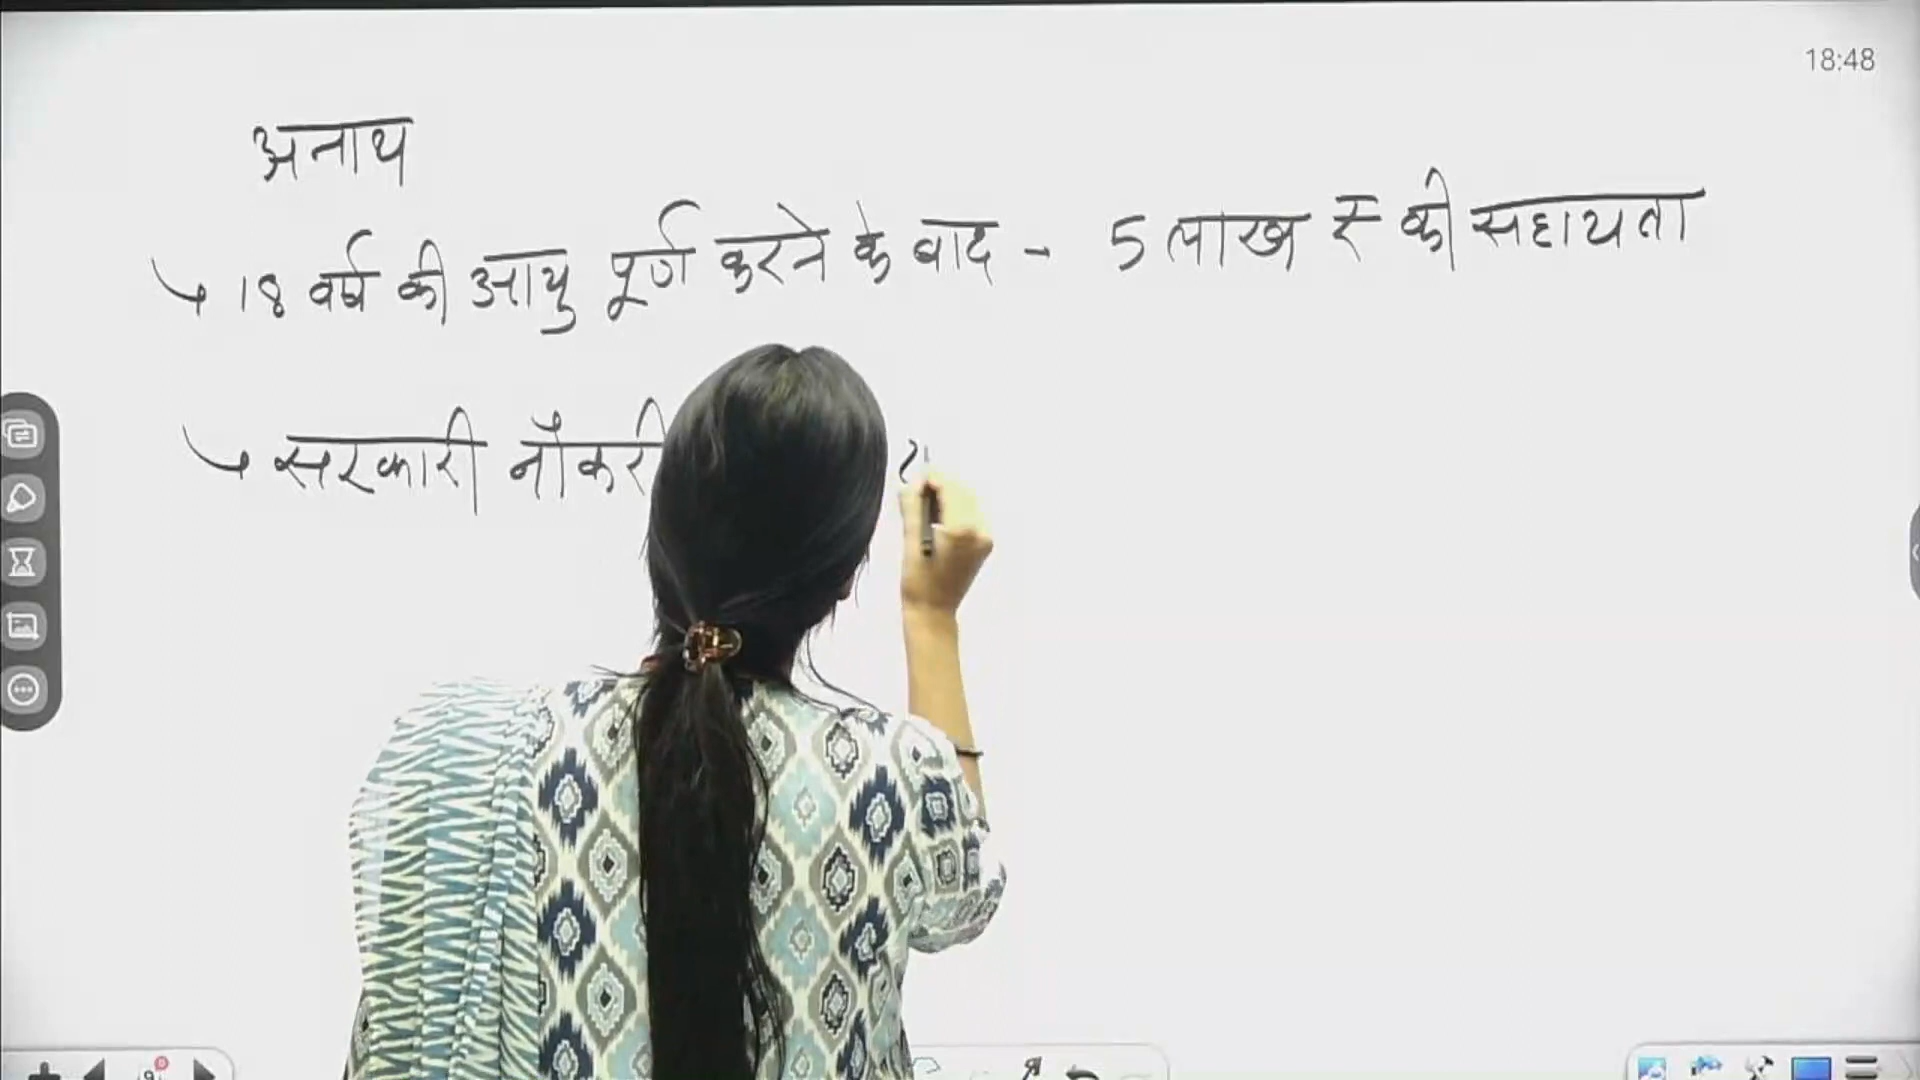 18:48
अनाथ
↳ 18 वर्ष की आयु पूर्ण करने के बाद - 5 लाख ₹ की सहायता
↳ सरकारी नौकरी